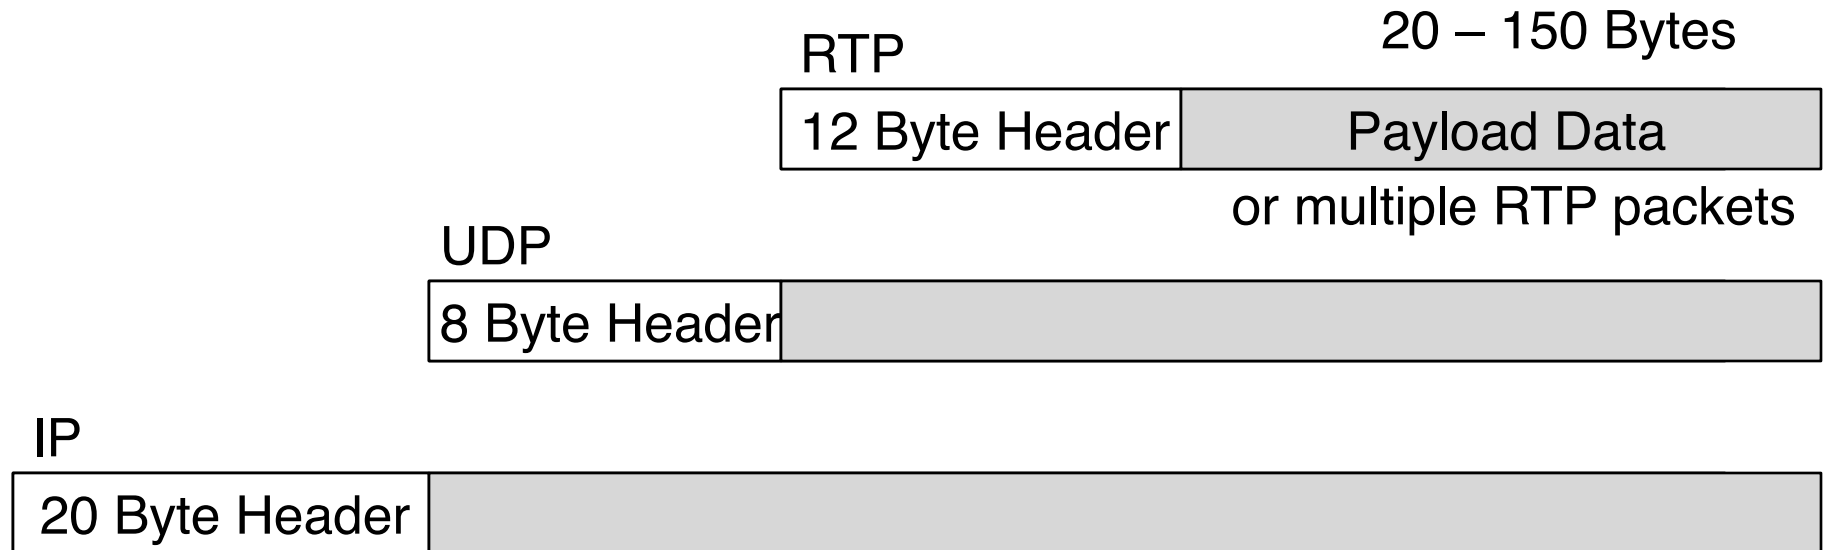 RTP
20 – 150 Bytes
12 Byte Header
Payload Data
or multiple RTP packets
UDP
8 Byte Header
IP
20 Byte Header